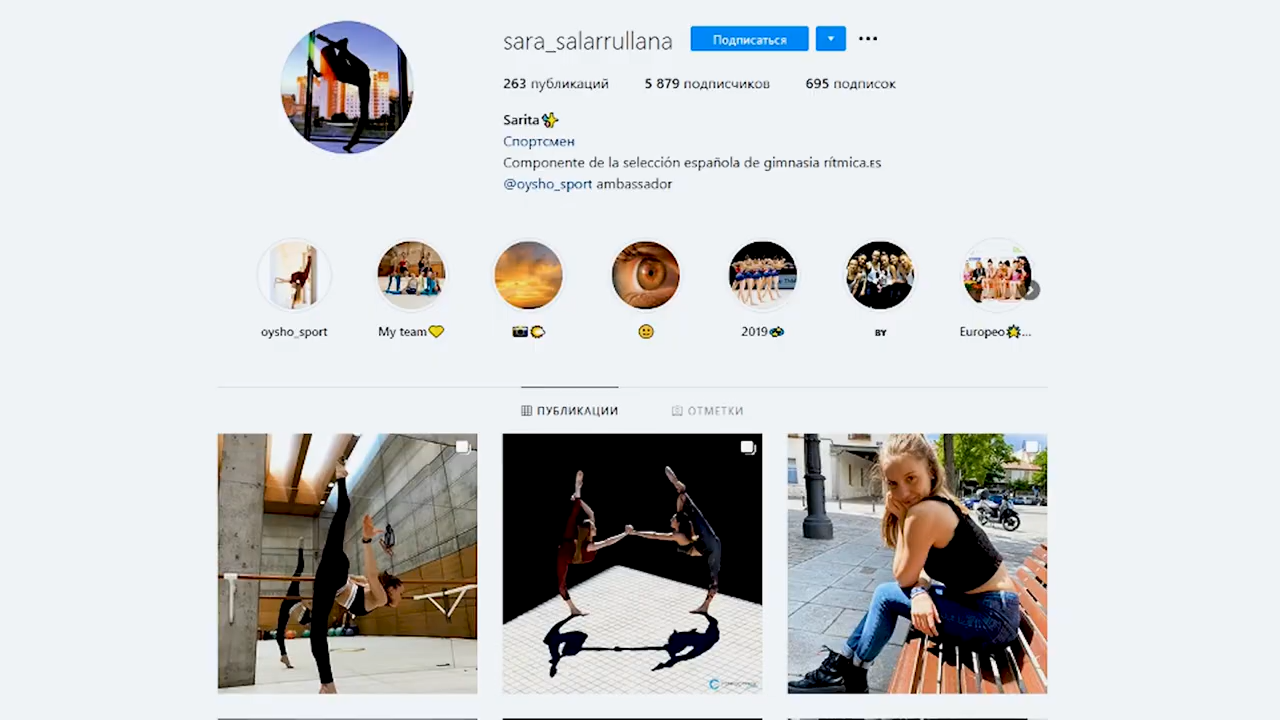 sara_salarrullana Подписаться
263 публикаций 5 879 подписчиков 695 подписок
Sarita
Спортсмен
Componente de la selección española de gimnasia rítmica.ES
@oysho_sport ambassador
oysho_sport My team💛 📷 🙂 2019 BY Europeo...
ПУБЛИКАЦИИ ОТМЕТКИ